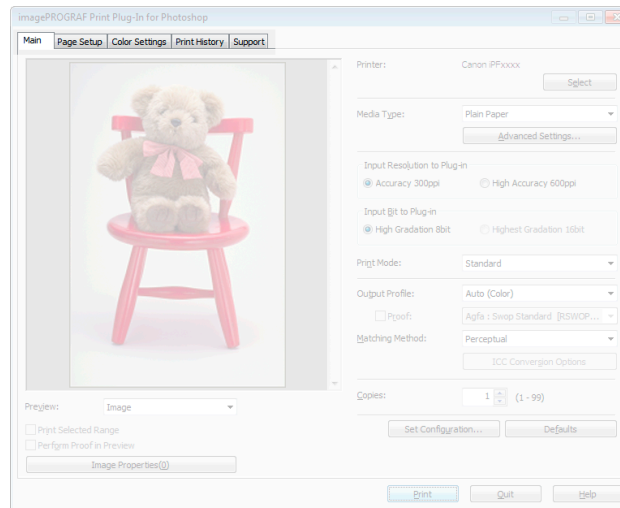 imagePROGRAF Print Plug-In for Photoshop
Main Page Setup Color Settings Print History Support
Printer: Canon iPFxxxx
Select
Media Type: Plain Paper
Advanced Settings...
Input Resolution to Plug-in
Accuracy 300ppi High Accuracy 600ppi
Input Bit to Plug-in
High Gradation 8bit Highest Gradation 16bit
Print Mode: Standard
Output Profile: Auto (Color)
Proof: Agfa : Swop Standard [RSWOP...
Matching Method: Perceptual
ICC Conversion Options
Copies: 1 (1 - 99)
Preview: Image
Set Configuration... Defaults
Print Selected Range
Perform Proof in Preview
Image Properties(0)
Print Quit Help